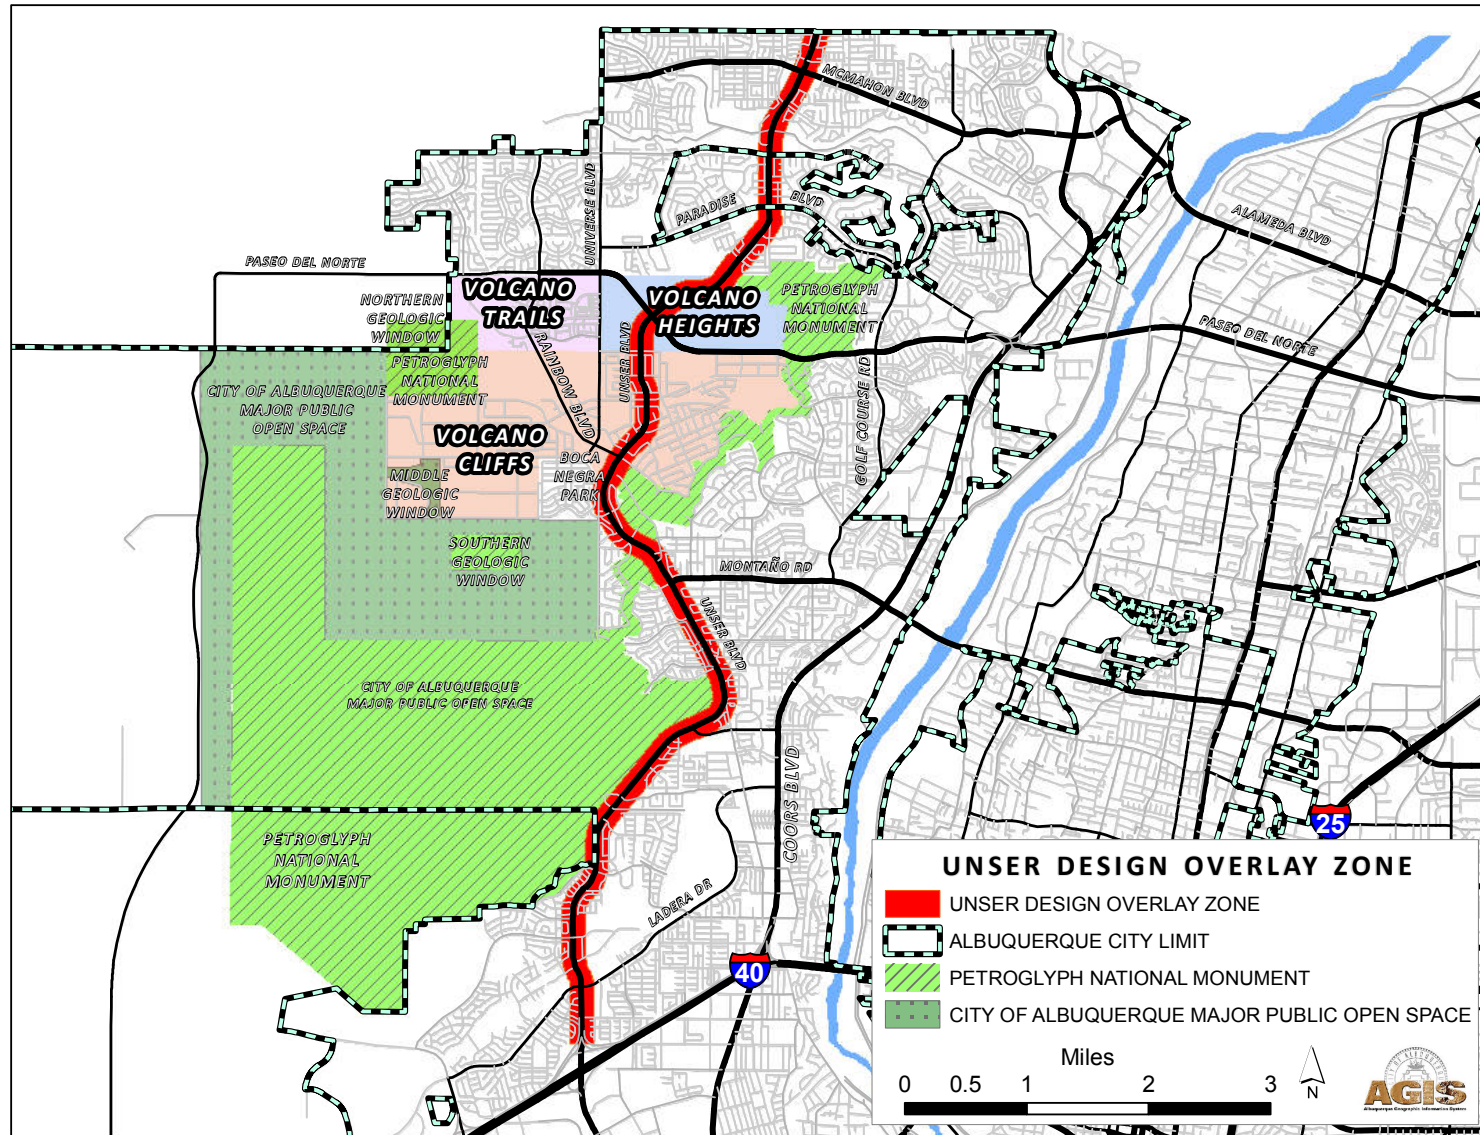 MCMAHON BLVD
UNIVERSE BLVD
PARADISE
BLVD
ALAMEDA BLVD
PASEO DEL NORTE
VOLCANO
TRAILS
VOLCANO
HEIGHTS
PETROGLYPH
NATIONAL
MONUMENT
NORTHERN
GEOLOGIC
WINDOW
PASEO DEL NORTE
UNSER BLVD
RAINBOW BLVD
PETROGLYPH
NATIONAL
MONUMENT
GOLF COURSE RD
CITY OF ALBUQUERQUE
MAJOR PUBLIC
OPEN SPACE
VOLCANO
CLIFFS
BOCA
NEGRA
PARK
MIDDLE
GEOLOGIC
WINDOW
SOUTHERN
GEOLOGIC
WINDOW
MONTAÑO RD
UNSER BLVD
CITY OF ALBUQUERQUE
MAJOR PUBLIC OPEN SPACE
COORS BLVD
25
PETROGLYPH
NATIONAL
MONUMENT
LADERA DR
40
UNSER DESIGN OVERLAY ZONE
UNSER DESIGN OVERLAY ZONE
ALBUQUERQUE CITY LIMIT
PETROGLYPH NATIONAL MONUMENT
CITY OF ALBUQUERQUE MAJOR PUBLIC OPEN SPACE
Miles
0 0.5 1 2 3
N
AGIS
Albuquerque Geographic Information System